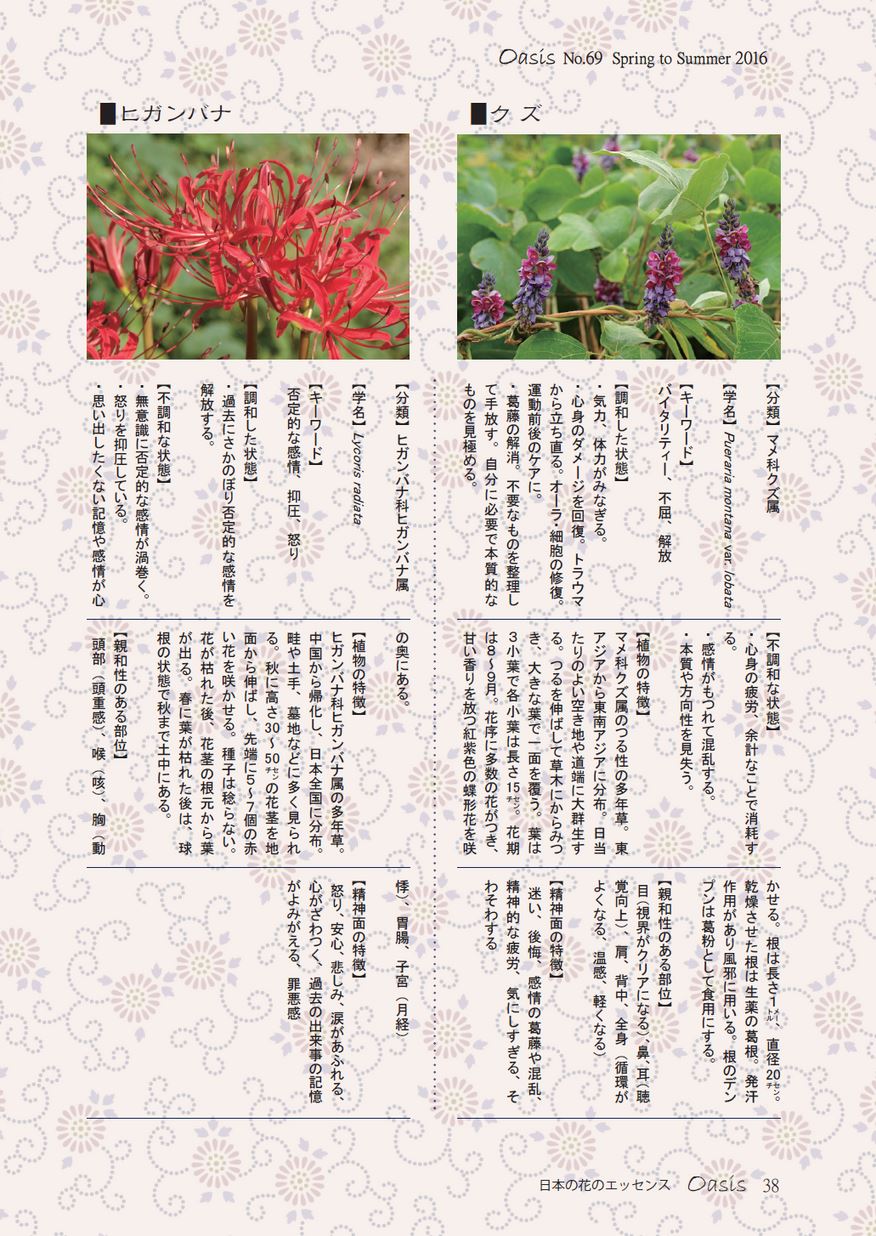 Oasis No.69 Spring to Summer 2016
■クズ
【分類】マメ科クズ属
【学名】Pueraria montana var. lobata
【キーワード】
バイタリティー、不屈、解放
【調和した状態】
・気力、体力がみなぎる。
・心身のダメージを回復。トラウマ
から立ち直る。オーラ・細胞の修復。
運動前後のケアに。
・葛藤の解消。不要なものを整理し
て手放す。自分に必要で本質的な
ものを見極める。
【不調和な状態】
・心身の疲労、余計なことで消耗す
る。
・感情がもつれて混乱する。
・本質や方向性を見失う。
【植物の特徴】
マメ科クズ属のつる性の多年草。東
アジアから東南アジアに分布。日当
たりのよい空き地や道端に大群生す
る。つるを伸ばして草木にからみつ
き、大きな葉で一面を覆う。葉は
3小葉で各小葉は長さ15センチ。花期
は8～9月。花序に多数の花がつき、
甘い香りを放つ紅紫色の蝶形花を咲
かせる。根は長さ1メートル、直径20センチ。
乾燥させた根は生薬の葛根。発汗
作用があり風邪に用いる。根のデン
プンは葛粉として食用にする。
【親和性のある部位】
目（視界がクリアになる）、鼻、耳（聴
覚向上）、肩、背中、全身（循環が
よくなる、温感、軽くなる）
【精神面の特徴】
迷い、後悔、感情の葛藤や混乱、
精神的な疲労、気にしすぎる、そ
わそわする
■ヒガンバナ
【分類】ヒガンバナ科ヒガンバナ属
【学名】Lycoris radiata
【キーワード】
否定的な感情、抑圧、怒り
【調和した状態】
・過去にさかのぼり否定的な感情を
解放する。
【不調和な状態】
・無意識に否定的な感情が渦巻く。
・怒りを抑圧している。
・思い出したくない記憶や感情が心
の奥にある。
【植物の特徴】
ヒガンバナ科ヒガンバナ属の多年草。
中国から帰化し、日本全国に分布。
畦や土手、墓地などに多く見られ
る。秋に高さ30～50センチの花茎を地
面から伸ばし、先端に5～7個の赤
い花を咲かせる。種子は稔らない。
花が枯れた後、花茎の根元から葉
が出る。春に葉が枯れた後は、球
根の状態で秋まで土中にある。
【親和性のある部位】
頭部（頭重感）、喉（咳）、胸（動
悸）、胃腸、子宮（月経）
【精神面の特徴】
怒り、安心、悲しみ、涙があふれる、
心がざわつく、過去の出来事の記憶
がよみがえる、罪悪感
日本の花のエッセンス Oasis 38